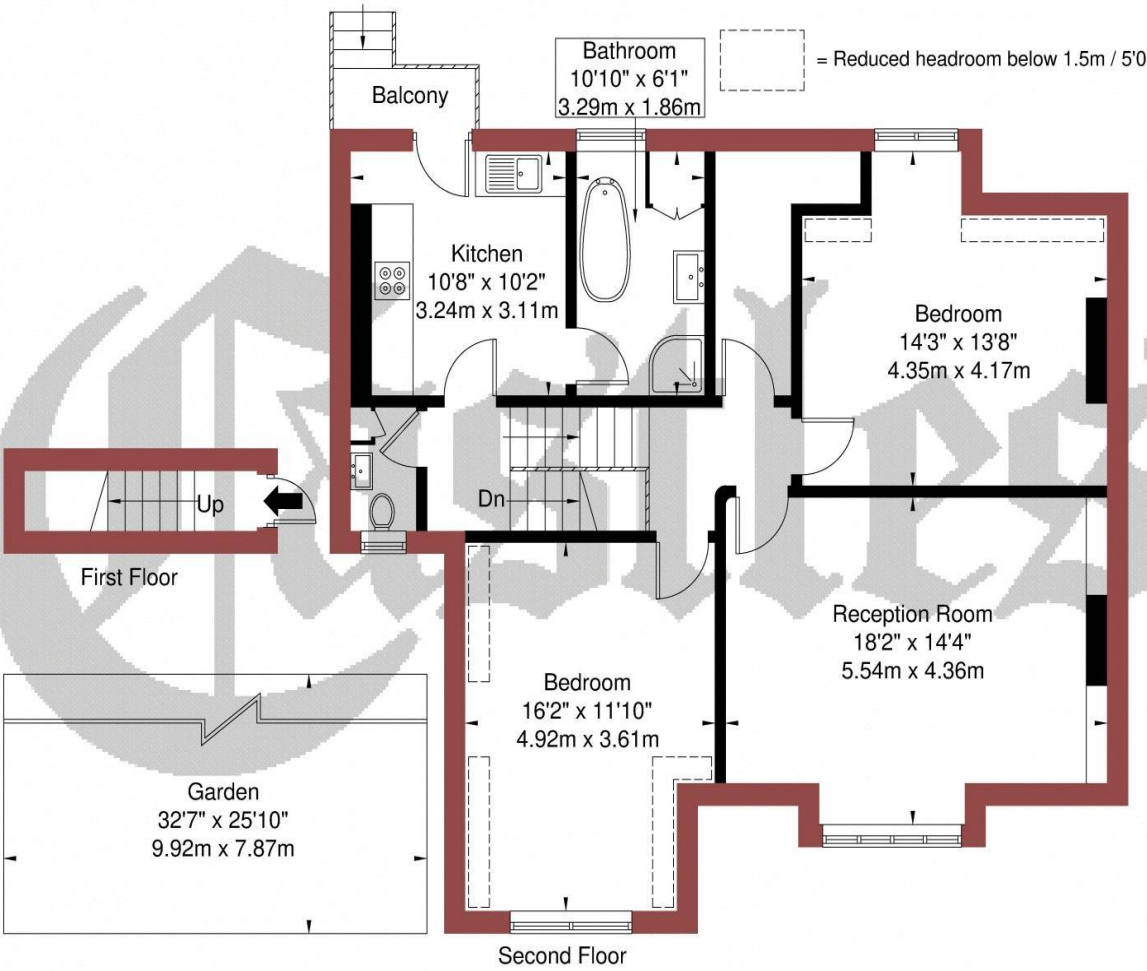 Balcony
Bathroom
10'10" x 6'1"
3.29m x 1.86m
= Reduced headroom below 1.5m / 5'0
Kitchen
10'8" x 10'2"
3.24m x 3.11m
Bedroom
14'3" x 13'8"
4.35m x 4.17m
Up
Dn
First Floor
Reception Room
18'2" x 14'4"
5.54m x 4.36m
Bedroom
16'2" x 11'10"
4.92m x 3.61m
Garden
32'7" x 25'10"
9.92m x 7.87m
Second Floor